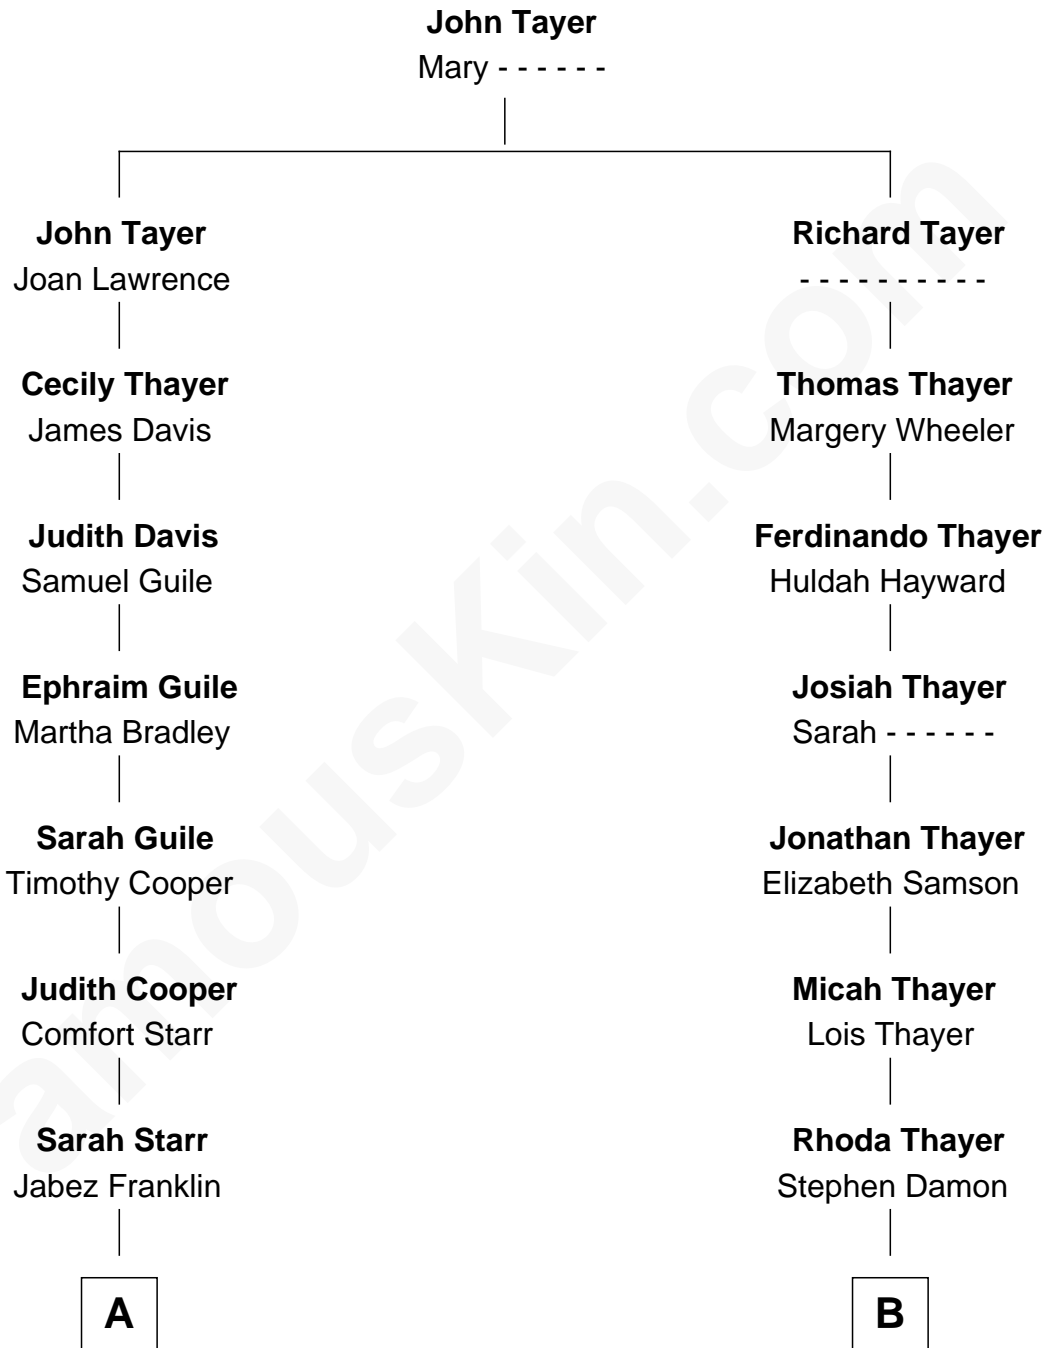 John Tayer
Mary - - - - - -
John Tayer
Joan Lawrence
Richard Tayer
- - - - - - - - - -
Cecily Thayer
James Davis
Thomas Thayer
Margery Wheeler
Judith Davis
Samuel Guile
Ferdinando Thayer
Huldah Hayward
Ephraim Guile
Martha Bradley
Josiah Thayer
Sarah - - - - - -
Sarah Guile
Timothy Cooper
Jonathan Thayer
Elizabeth Samson
Judith Cooper
Comfort Starr
Micah Thayer
Lois Thayer
Sarah Starr
Jabez Franklin
Rhoda Thayer
Stephen Damon
A
B
amouskin.com